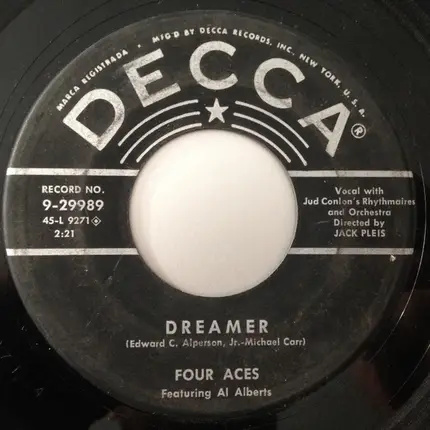 MARCA REGISTRADA • MFG'D BY DECCA RECORDS, INC., NEW YORK, U.S.A.
DECCA®
RECORD NO.
9-29989
45-L 9271
2:21
Vocal with
Jud Conlon's Rhythmaires
and Orchestra
Directed by
JACK PLEIS
DREAMER
(Edward C. Alperson, Jr.-Michael Carr)
FOUR ACES
Featuring Al Alberts